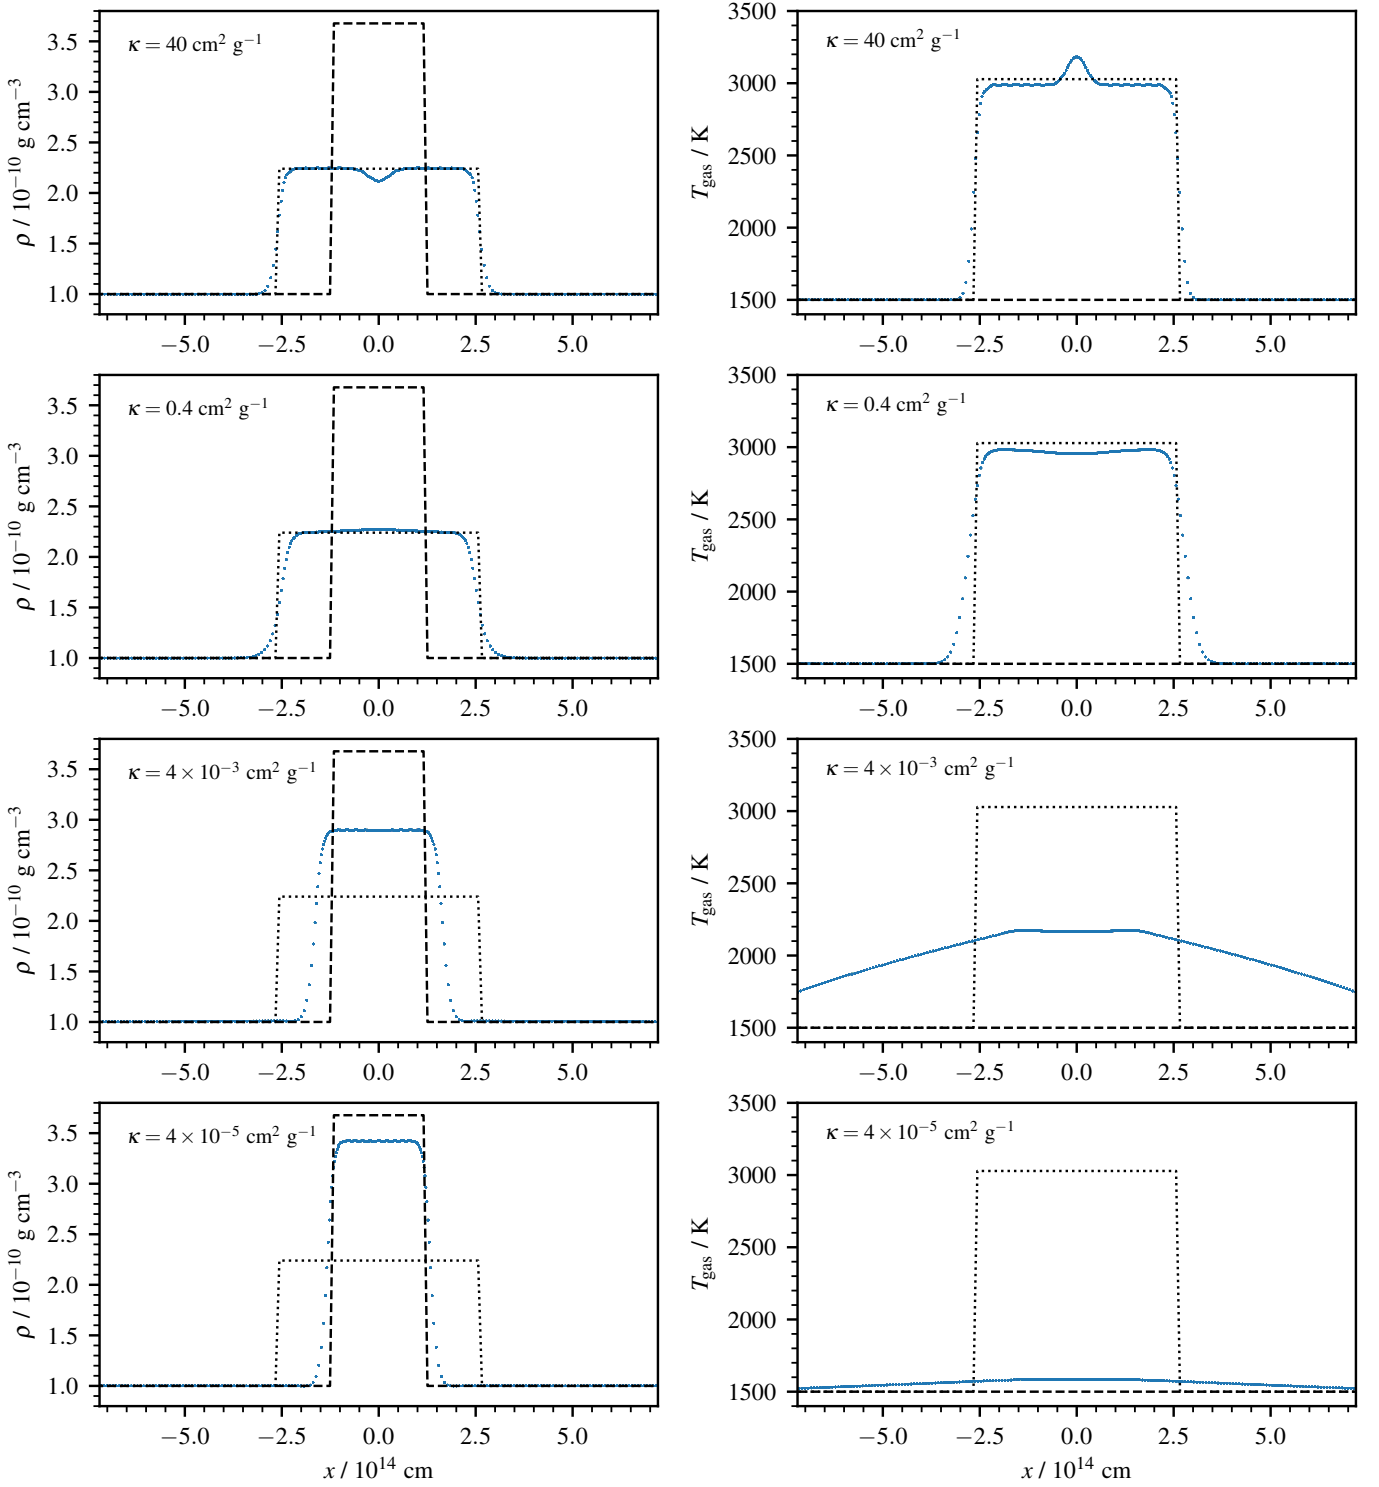 κ = 40 cm² g⁻¹
ρ / 10⁻¹⁰ g cm⁻³
3.5
3.0
2.5
2.0
1.5
1.0
−5.0 −2.5 0.0 2.5 5.0
κ = 40 cm² g⁻¹
T_gas / K
3500
3000
2500
2000
1500
−5.0 −2.5 0.0 2.5 5.0
κ = 0.4 cm² g⁻¹
ρ / 10⁻¹⁰ g cm⁻³
3.5
3.0
2.5
2.0
1.5
1.0
−5.0 −2.5 0.0 2.5 5.0
κ = 0.4 cm² g⁻¹
T_gas / K
3500
3000
2500
2000
1500
−5.0 −2.5 0.0 2.5 5.0
κ = 4 × 10⁻³ cm² g⁻¹
ρ / 10⁻¹⁰ g cm⁻³
3.5
3.0
2.5
2.0
1.5
1.0
−5.0 −2.5 0.0 2.5 5.0
κ = 4 × 10⁻³ cm² g⁻¹
T_gas / K
3500
3000
2500
2000
1500
−5.0 −2.5 0.0 2.5 5.0
κ = 4 × 10⁻⁵ cm² g⁻¹
ρ / 10⁻¹⁰ g cm⁻³
3.5
3.0
2.5
2.0
1.5
1.0
−5.0 −2.5 0.0 2.5 5.0
x / 10¹⁴ cm
κ = 4 × 10⁻⁵ cm² g⁻¹
T_gas / K
3500
3000
2500
2000
1500
−5.0 −2.5 0.0 2.5 5.0
x / 10¹⁴ cm